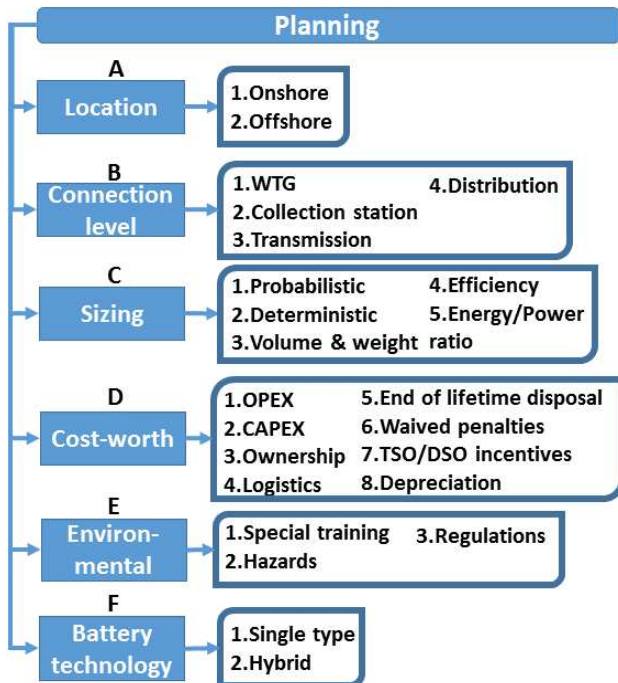 Planning
A
Location
1.Onshore
2.Offshore
B
Connection
level
1.WTG
2.Collection station
3.Transmission
4.Distribution
C
Sizing
1.Probabilistic
2.Deterministic
3.Volume & weight
4.Efficiency
5.Energy/Power
ratio
D
Cost-worth
1.OPEX
2.CAPEX
3.Ownership
4.Logistics
5.End of lifetime disposal
6.Waived penalties
7.TSO/DSO incentives
8.Depreciation
E
Environ-
mental
1.Special training
2.Hazards
3.Regulations
F
Battery
technology
1.Single type
2.Hybrid